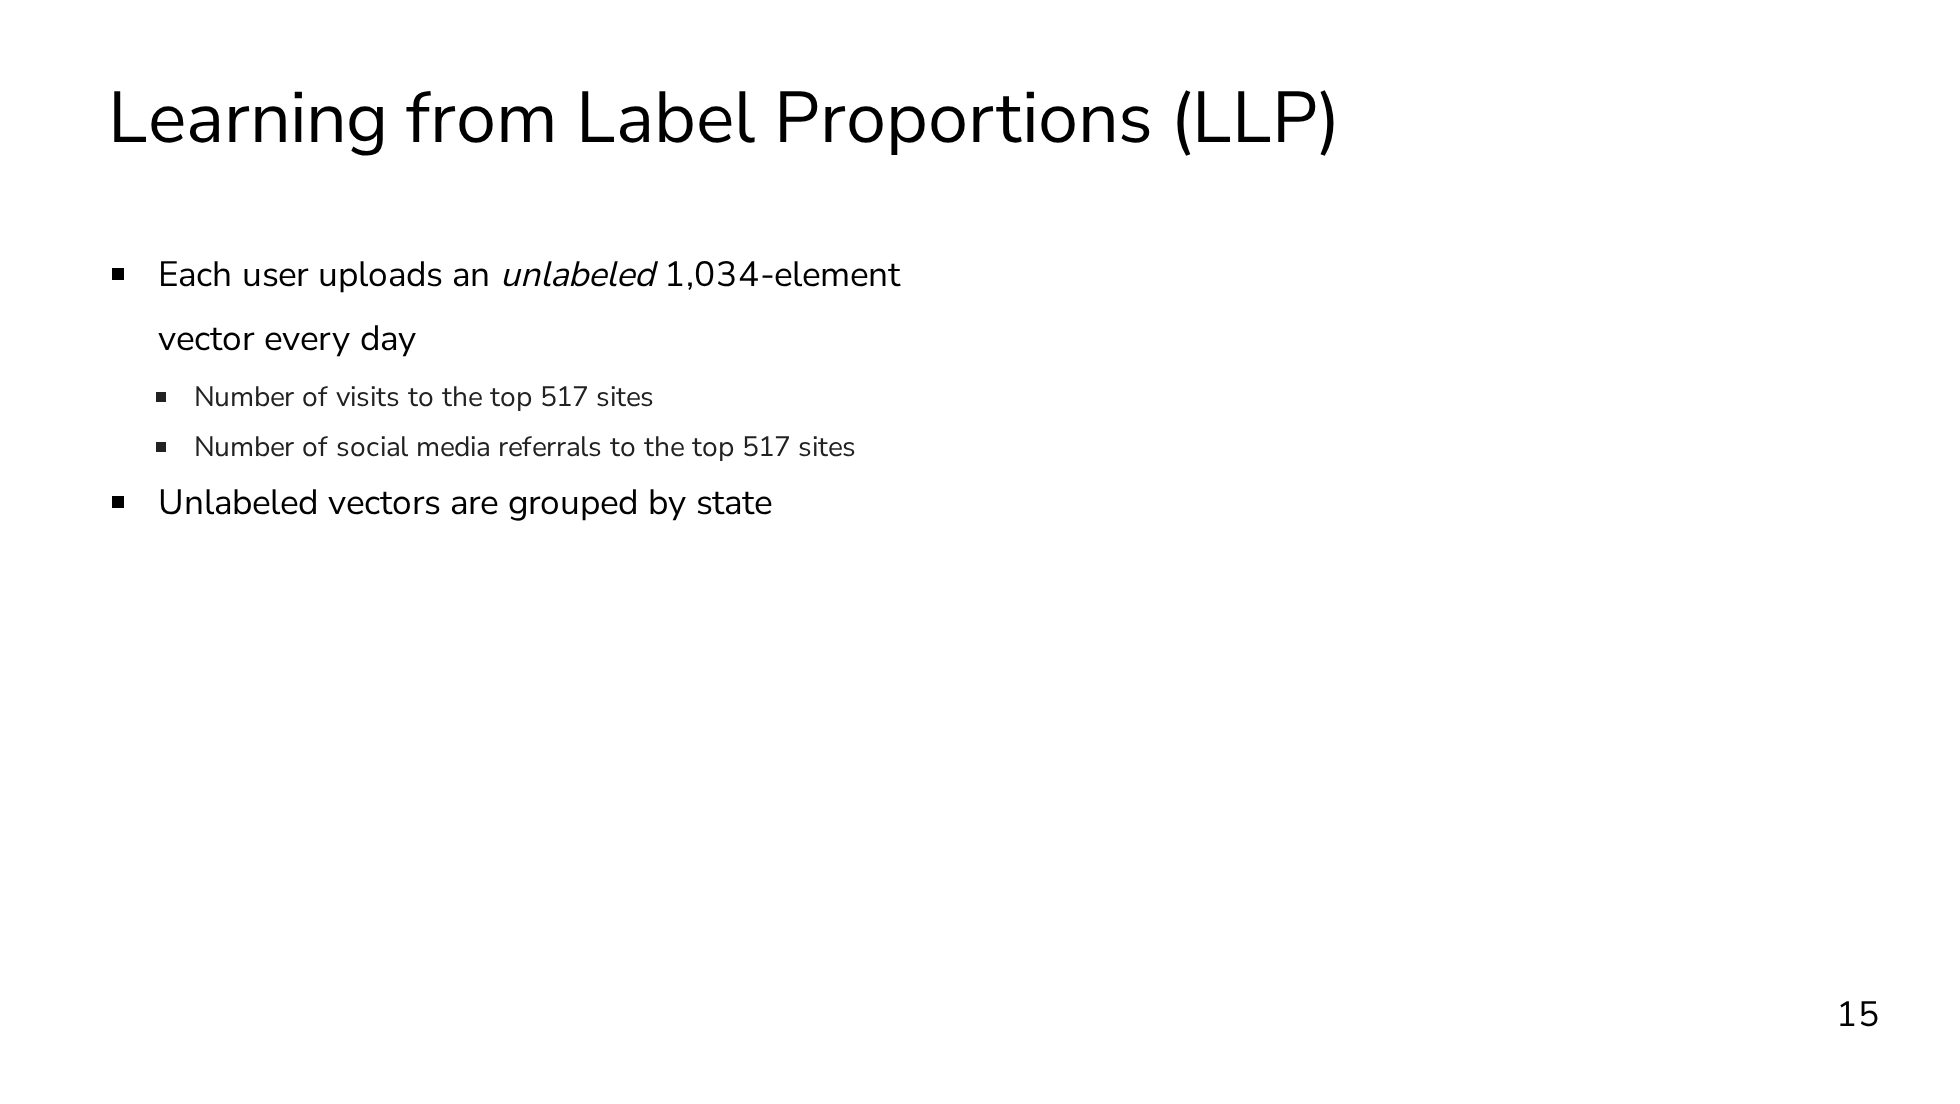 Learning from Label Proportions (LLP)
▪ Each user uploads an unlabeled 1,034-element
vector every day
▪ Number of visits to the top 517 sites
▪ Number of social media referrals to the top 517 sites
▪ Unlabeled vectors are grouped by state
15